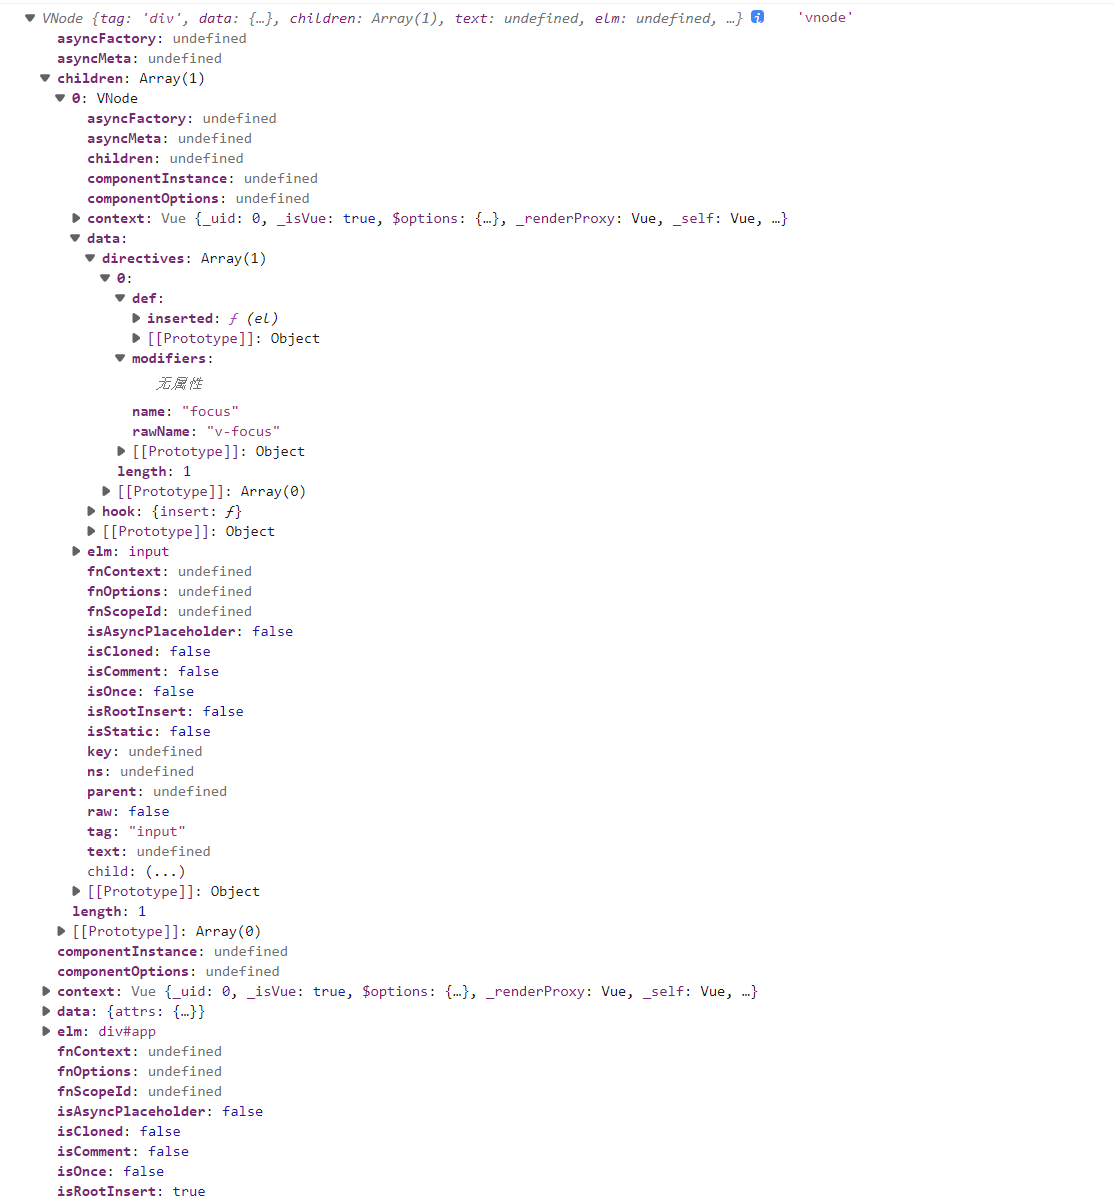 VNode {tag: 'div', data: {…}, children: Array(1), text: undefined, elm: undefined, …} i 'vnode'
asyncFactory: undefined
asyncMeta: undefined
children: Array(1)
0: VNode
asyncFactory: undefined
asyncMeta: undefined
children: undefined
componentInstance: undefined
componentOptions: undefined
context: Vue {_uid: 0, _isVue: true, $options: {…}, _renderProxy: Vue, _self: Vue, …}
data:
directives: Array(1)
0:
def:
inserted: ƒ (el)
[[Prototype]]: Object
modifiers:
无属性
name: "focus"
rawName: "v-focus"
[[Prototype]]: Object
length: 1
[[Prototype]]: Array(0)
hook: {insert: ƒ}
[[Prototype]]: Object
elm: input
fnContext: undefined
fnOptions: undefined
fnScopeId: undefined
isAsyncPlaceholder: false
isCloned: false
isComment: false
isOnce: false
isRootInsert: false
isStatic: false
key: undefined
ns: undefined
parent: undefined
raw: false
tag: "input"
text: undefined
child: (...)
[[Prototype]]: Object
length: 1
[[Prototype]]: Array(0)
componentInstance: undefined
componentOptions: undefined
context: Vue {_uid: 0, _isVue: true, $options: {…}, _renderProxy: Vue, _self: Vue, …}
data: {attrs: {…}}
elm: div#app
fnContext: undefined
fnOptions: undefined
fnScopeId: undefined
isAsyncPlaceholder: false
isCloned: false
isComment: false
isOnce: false
isRootInsert: true